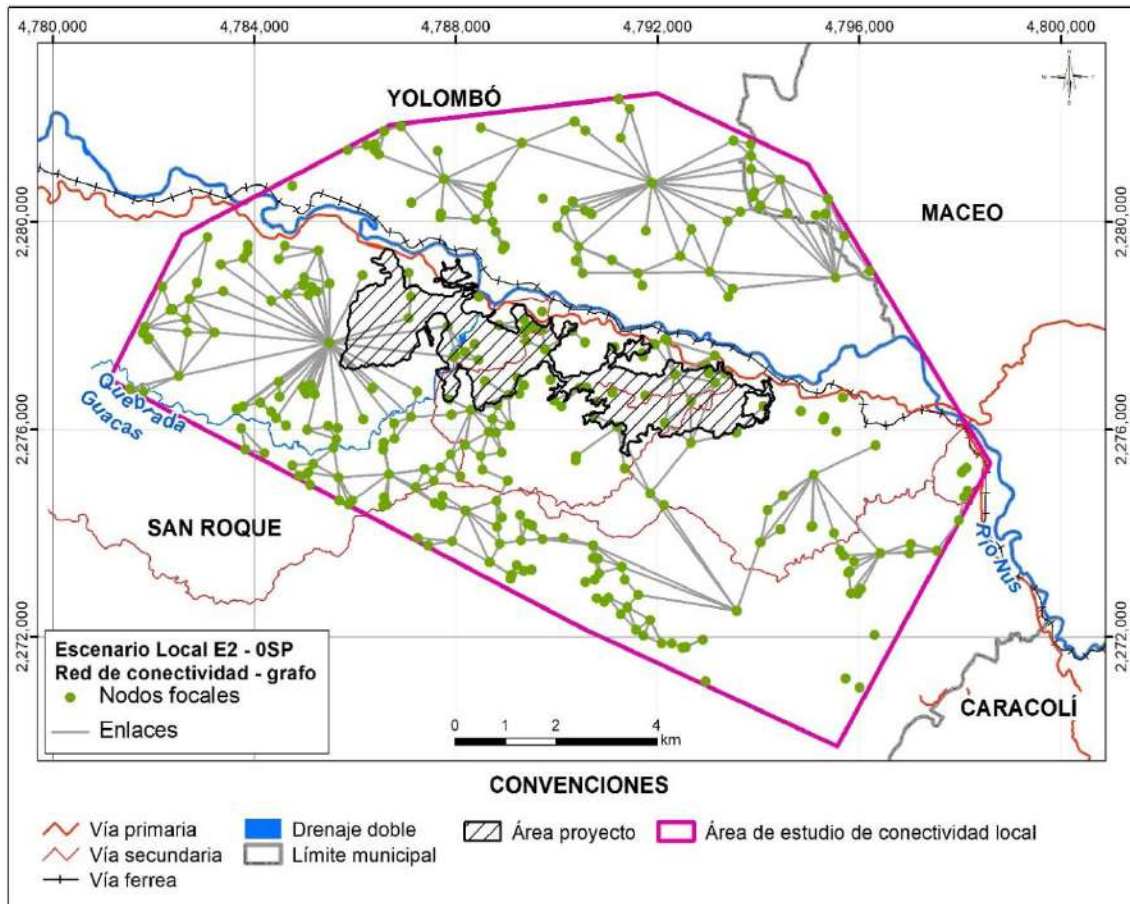 4,780,000 4,784,000 4,788,000 4,792,000 4,796,000 4,800,000
YOLOMBÓ
MACEO
2,280,000 2,280,000
Quebrada
Guacas
2,276,000 2,276,000
SAN ROQUE
Río Nus
2,272,000 2,272,000
CARACOLÍ
Escenario Local E2 - 0SP
Red de conectividad - grafo
Nodos focales
Enlaces
0 1 2 4
km
CONVENCIONES
Vía primaria Drenaje doble Área proyecto Área de estudio de conectividad local
Vía secundaria Límite municipal
Vía ferrea